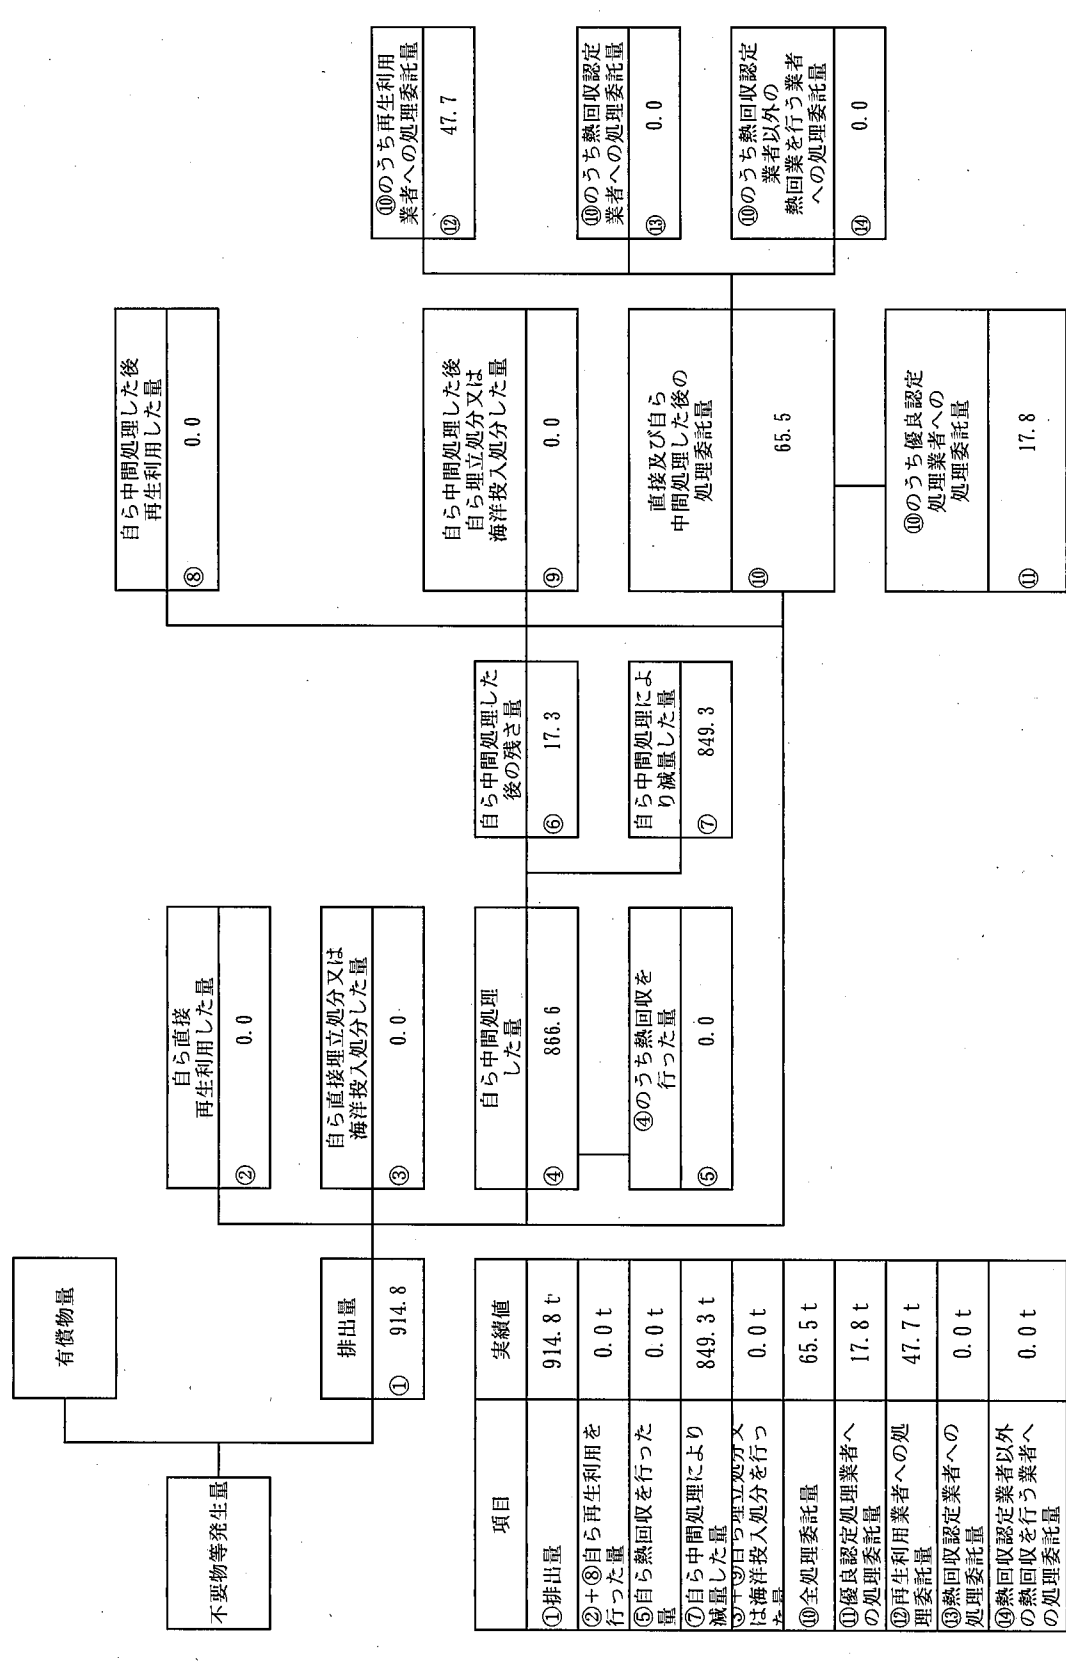 有償物量
不要物等発生量
排出量
① 914.8
自ら直接
再生利用した量
② 0.0
自ら直接埋立処分又は
海洋投入処分した量
③ 0.0
自ら中間処理
した量
④ 866.6
④のうち熱回収を
行った量
⑤ 0.0
自ら中間処理した
後の残さ量
⑥ 17.3
自ら中間処理によ
り減量した量
⑦ 849.3
自ら中間処理した後
再生利用した量
⑧ 0.0
自ら中間処理した後
自ら埋立処分又は
海洋投入処分した量
⑨ 0.0
直接及び自ら
中間処理した後の
処理委託量
⑩ 65.5
⑩のうち優良認定
処理業者への
処理委託量
⑪ 17.8
⑩のうち再生利用
業者への処理委託量
⑫ 47.7
⑩のうち熱回収認定
業者への処理委託量
⑬ 0.0
⑩のうち熱回収認定
業者以外の
熱回業を行う業者
への処理委託量
⑭ 0.0
項目 実績値
①排出量 914.8 t
②+⑧自ら再生利用を
行った量 0.0 t
⑤自ら熱回収を行った
量 0.0 t
⑦自ら中間処理により
減量した量 849.3 t
③+⑨自ら埋立処分又
は海洋投入処分を行っ
た量 0.0 t
⑩全処理委託量 65.5 t
⑪優良認定処理業者へ
の処理委託量 17.8 t
⑫再生利用業者への処
理委託量 47.7 t
⑬熱回収認定業者への
処理委託量 0.0 t
⑭熱回収認定業者以外
の熱回収を行う業者へ
の処理委託量 0.0 t